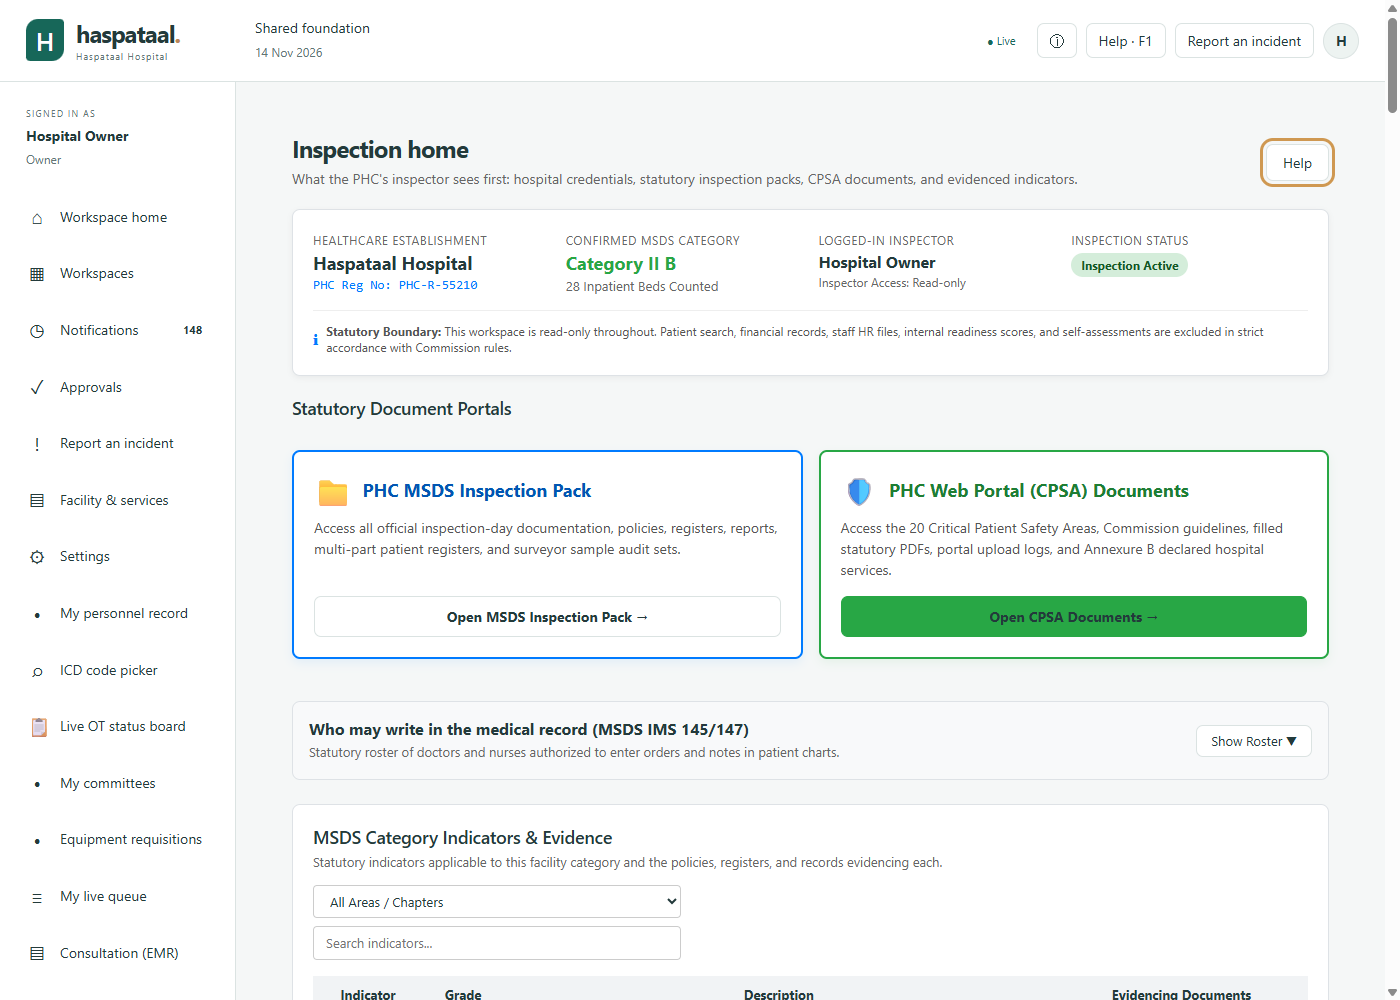 H
haspataal.
Haspataal Hospital
Shared foundation
14 Nov 2026
Live
Help · F1
Report an incident
H
SIGNED IN AS
Hospital Owner
Owner
Workspace home
Workspaces
Notifications 148
Approvals
Report an incident
Facility & services
Settings
My personnel record
ICD code picker
Live OT status board
My committees
Equipment requisitions
My live queue
Consultation (EMR)
Inspection home
What the PHC's inspector sees first: hospital credentials, statutory inspection packs, CPSA documents, and evidenced indicators.
Help
HEALTHCARE ESTABLISHMENT
Haspataal Hospital
PHC Reg No: PHC-R-55210
CONFIRMED MSDS CATEGORY
Category II B
28 Inpatient Beds Counted
LOGGED-IN INSPECTOR
Hospital Owner
Inspector Access: Read-only
INSPECTION STATUS
Inspection Active
Statutory Boundary: This workspace is read-only throughout. Patient search, financial records, staff HR files, internal readiness scores, and self-assessments are excluded in strict
accordance with Commission rules.
Statutory Document Portals
PHC MSDS Inspection Pack
Access all official inspection-day documentation, policies, registers, reports,
multi-part patient registers, and surveyor sample audit sets.
Open MSDS Inspection Pack →
PHC Web Portal (CPSA) Documents
Access the 20 Critical Patient Safety Areas, Commission guidelines, filled
statutory PDFs, portal upload logs, and Annexure B declared hospital
services.
Open CPSA Documents →
Who may write in the medical record (MSDS IMS 145/147)
Statutory roster of doctors and nurses authorized to enter orders and notes in patient charts.
Show Roster ▼
MSDS Category Indicators & Evidence
Statutory indicators applicable to this facility category and the policies, registers, and records evidencing each.
All Areas / Chapters
Search indicators...
Indicator Grade Description Evidencing Documents